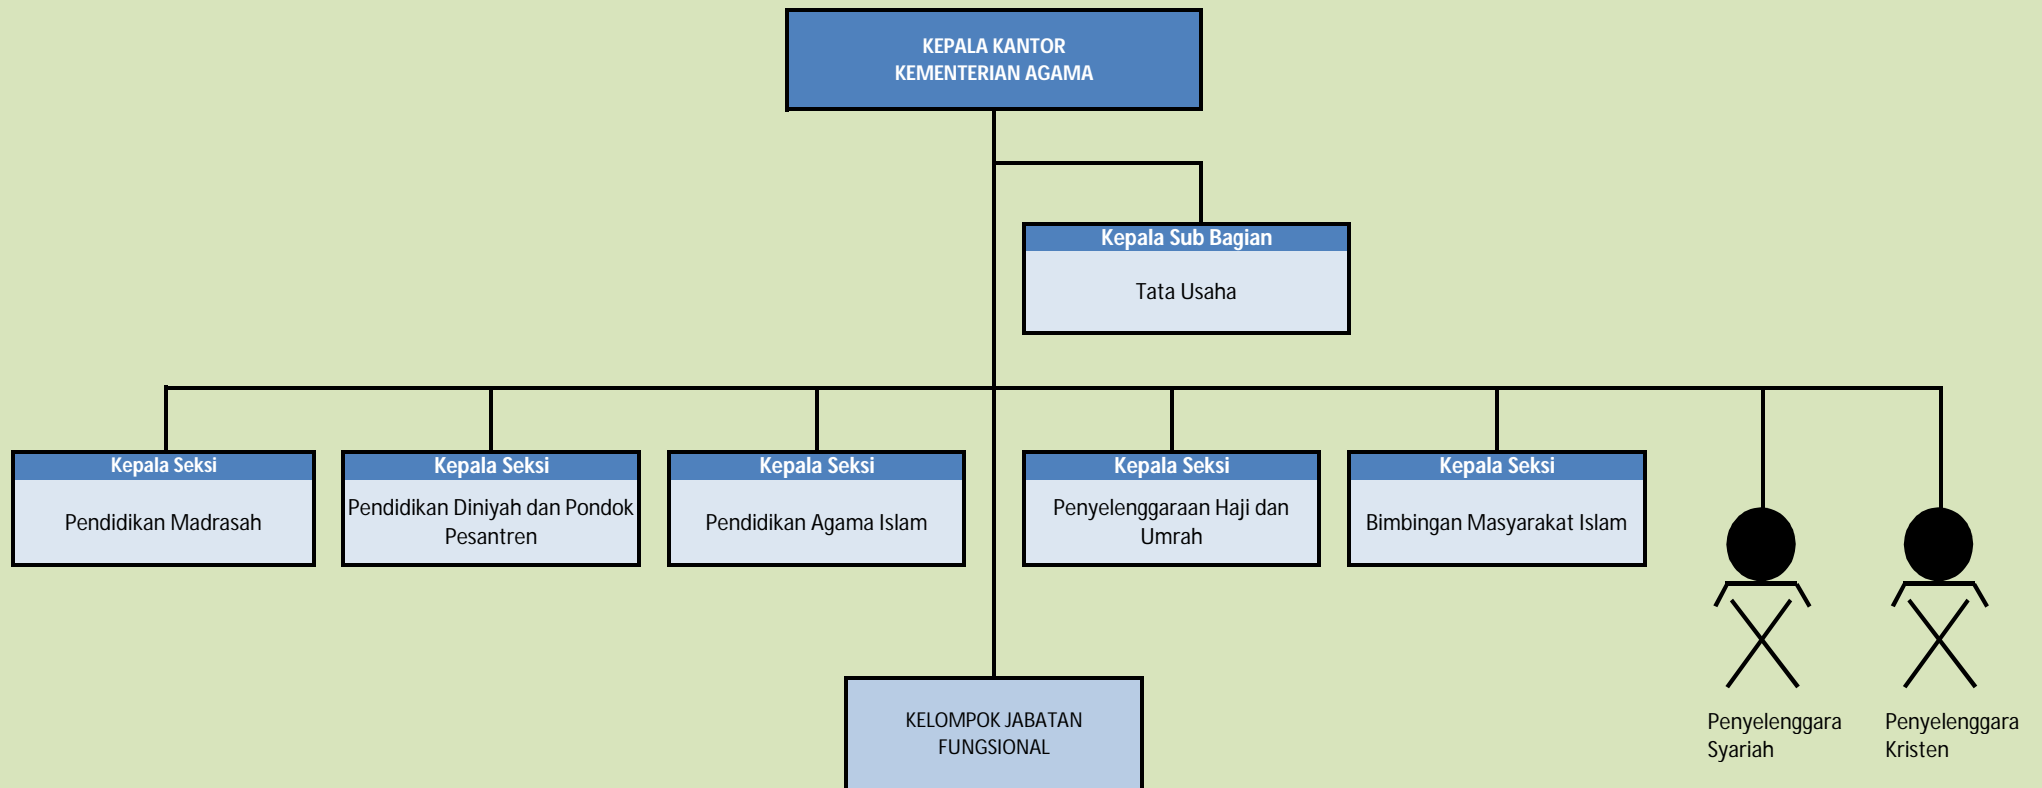 KEPALA KANTOR
KEMENTERIAN AGAMA
Kepala Sub Bagian
Tata Usaha
Kepala Seksi
Pendidikan Madrasah
Kepala Seksi
Pendidikan Diniyah dan Pondok
Pesantren
Kepala Seksi
Pendidikan Agama Islam
Kepala Seksi
Penyelenggaraan Haji dan
Umrah
Kepala Seksi
Bimbingan Masyarakat Islam
Penyelenggara
Syariah
Penyelenggara
Kristen
KELOMPOK JABATAN
FUNGSIONAL